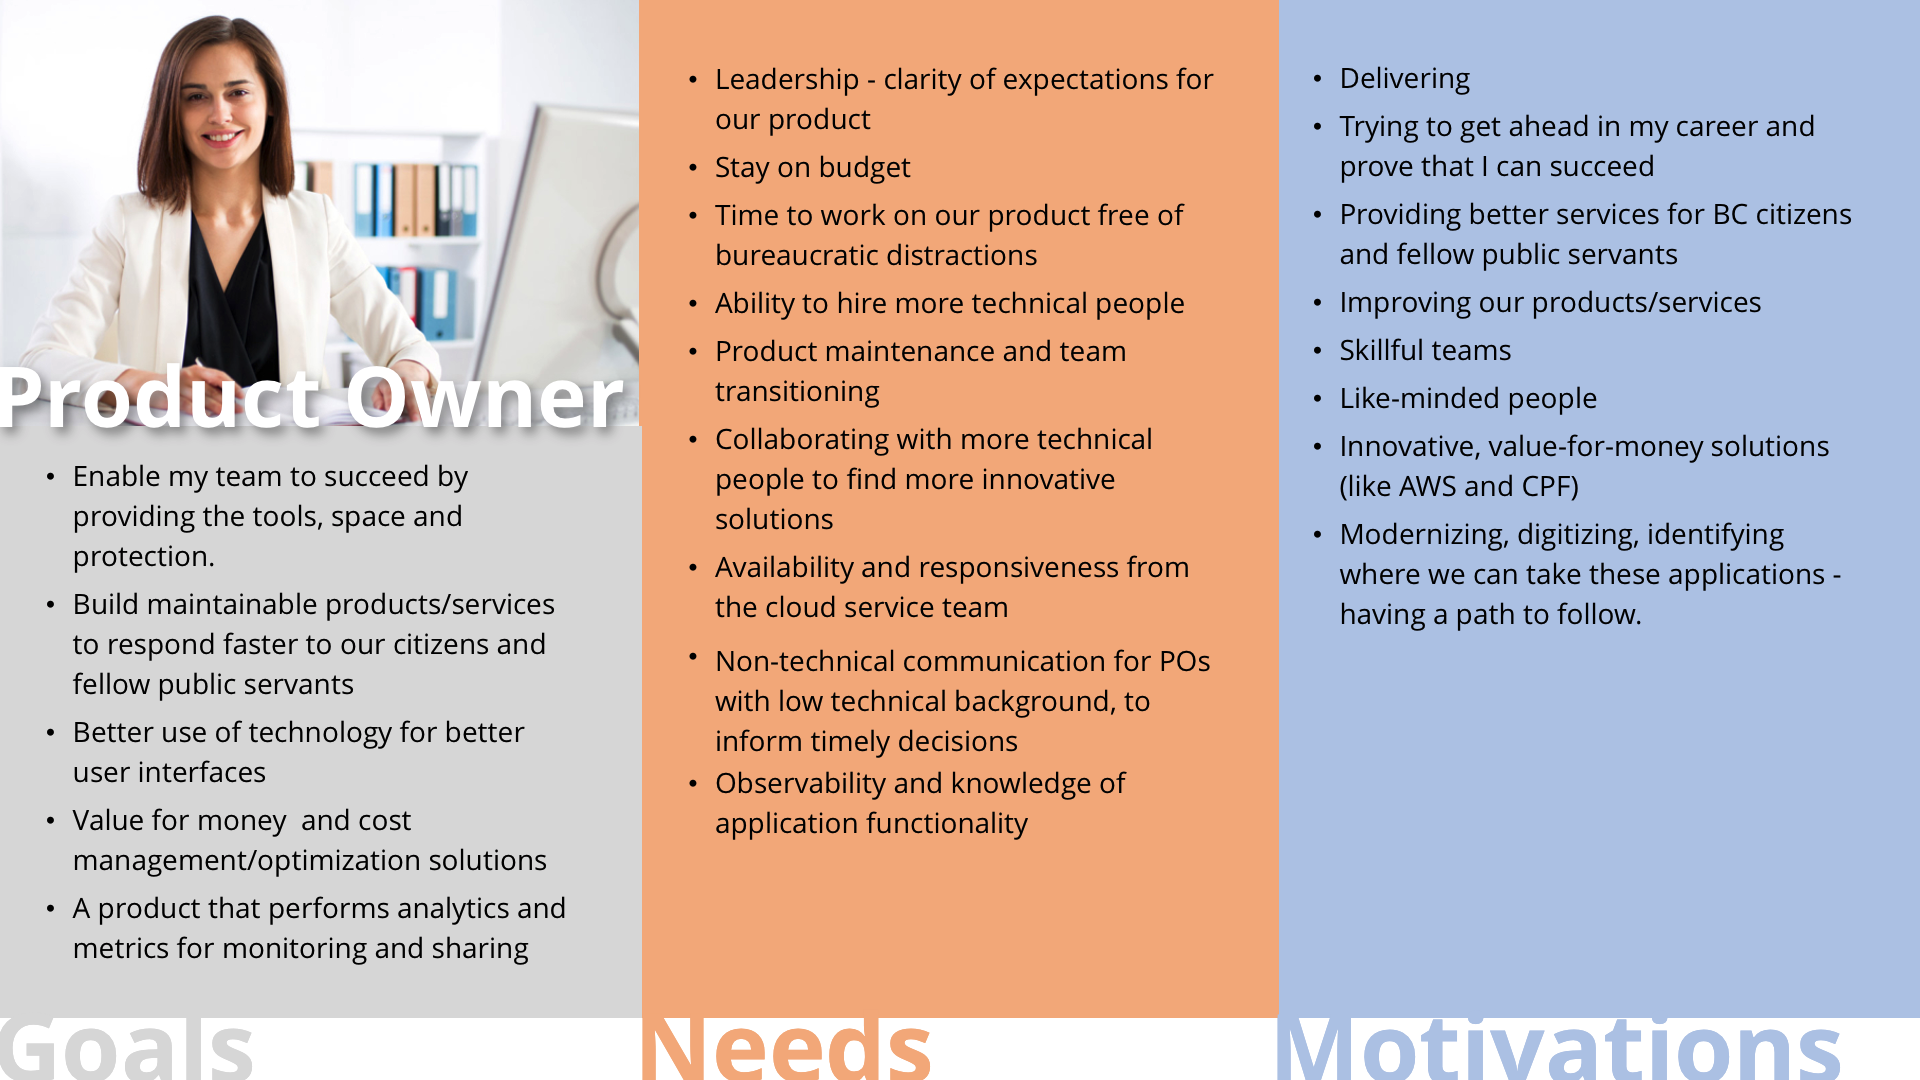 Product Owner
• Enable my team to succeed by
providing the tools, space and
protection.
• Build maintainable products/services
to respond faster to our citizens and
fellow public servants
• Better use of technology for better
user interfaces
• Value for money  and cost
management/optimization solutions
• A product that performs analytics and
metrics for monitoring and sharing
Goals
• Leadership - clarity of expectations for
our product
• Stay on budget
• Time to work on our product free of
bureaucratic distractions
• Ability to hire more technical people
• Product maintenance and team
transitioning
• Collaborating with more technical
people to find more innovative
solutions
• Availability and responsiveness from
the cloud service team
• Non-technical communication for POs
with low technical background, to
inform timely decisions
• Observability and knowledge of
application functionality
Needs
• Delivering
• Trying to get ahead in my career and
prove that I can succeed
• Providing better services for BC citizens
and fellow public servants
• Improving our products/services
• Skillful teams
• Like-minded people
• Innovative, value-for-money solutions
(like AWS and CPF)
• Modernizing, digitizing, identifying
where we can take these applications -
having a path to follow.
Motivations